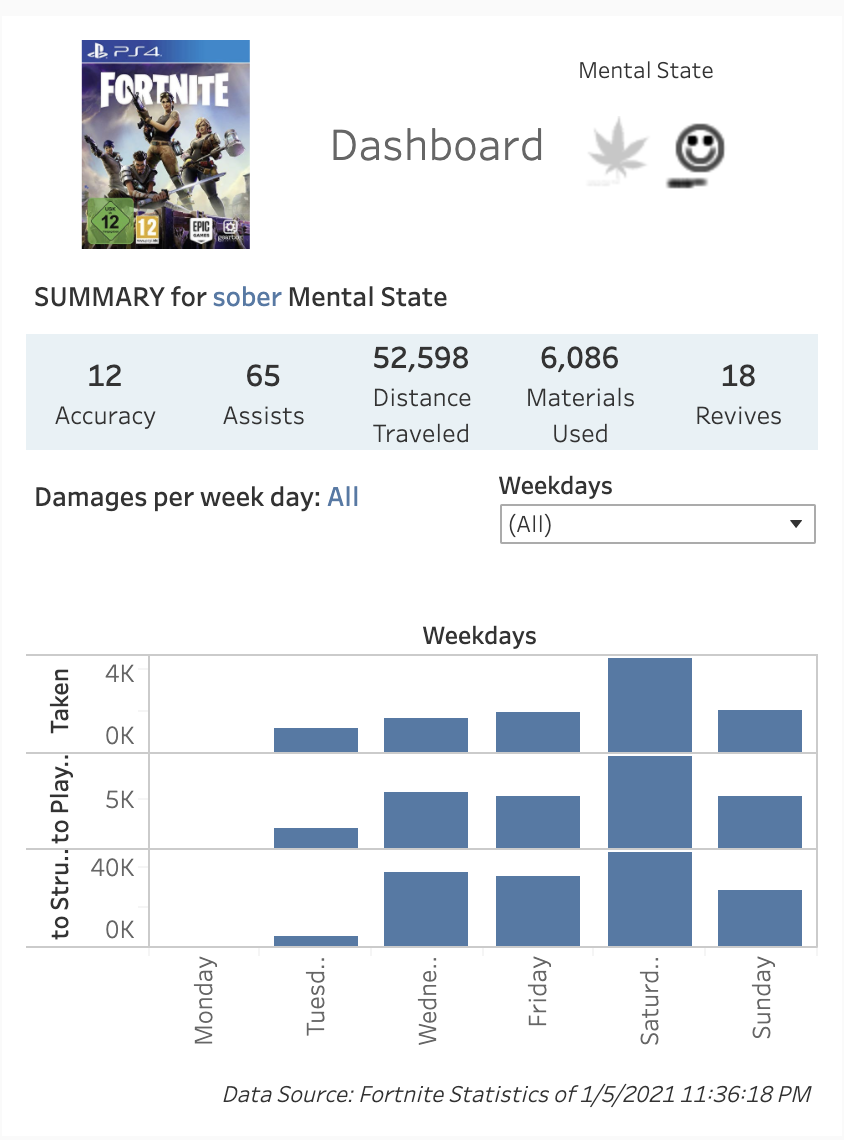 PS4
FORTNITE
Mental State
Dashboard
12
12
EPIC
GAMES
SUMMARY for sober Mental State
12
Accuracy
65
Assists
52,598
Distance
Traveled
6,086
Materials
Used
18
Revives
Damages per week day: All
Weekdays
(All)
Weekdays
Taken
4K
0K
to Play..
5K
to Stru..
40K
0K
Monday
Tuesd..
Wedne..
Friday
Saturd..
Sunday
Data Source: Fortnite Statistics of 1/5/2021 11:36:18 PM